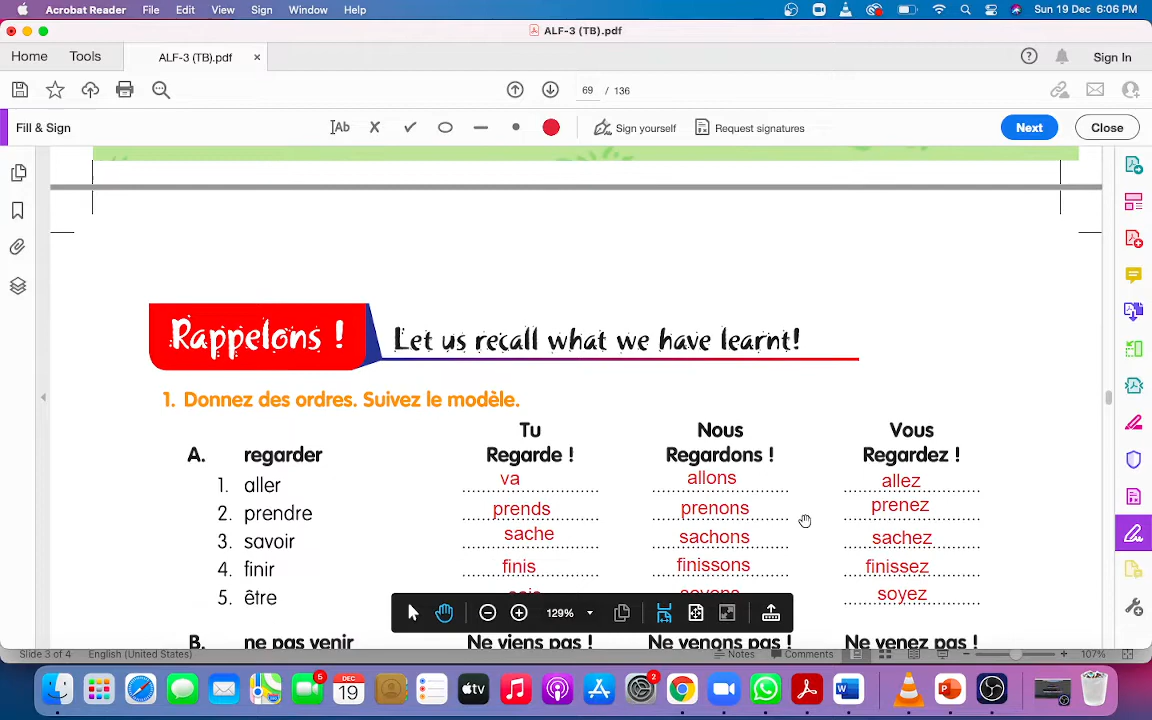 Acrobat Reader File Edit View Sign Window Help Sun 19 Dec 6:06 PM
ALF-3 (TB).pdf
Home Tools ALF-3 (TB).pdf × Sign In
69 / 136
Fill & Sign Ab Sign yourself Request signatures Next Close
Rappelons ! Let us recall what we have learnt!
1. Donnez des ordres. Suivez le modèle.
Tu Nous Vous
A. regarder Regarde ! Regardons ! Regardez !
1. aller va allons allez
2. prendre prends prenons prenez
3. savoir sache sachons sachez
4. finir finis finissons finissez
5. être soyez
129%
B. ne pas venir Ne viens pas ! Ne venons pas ! Ne venez pas !
Slide 3 of 4 English (United States) Notes Comments 107%
5 DEC 19 tv 2